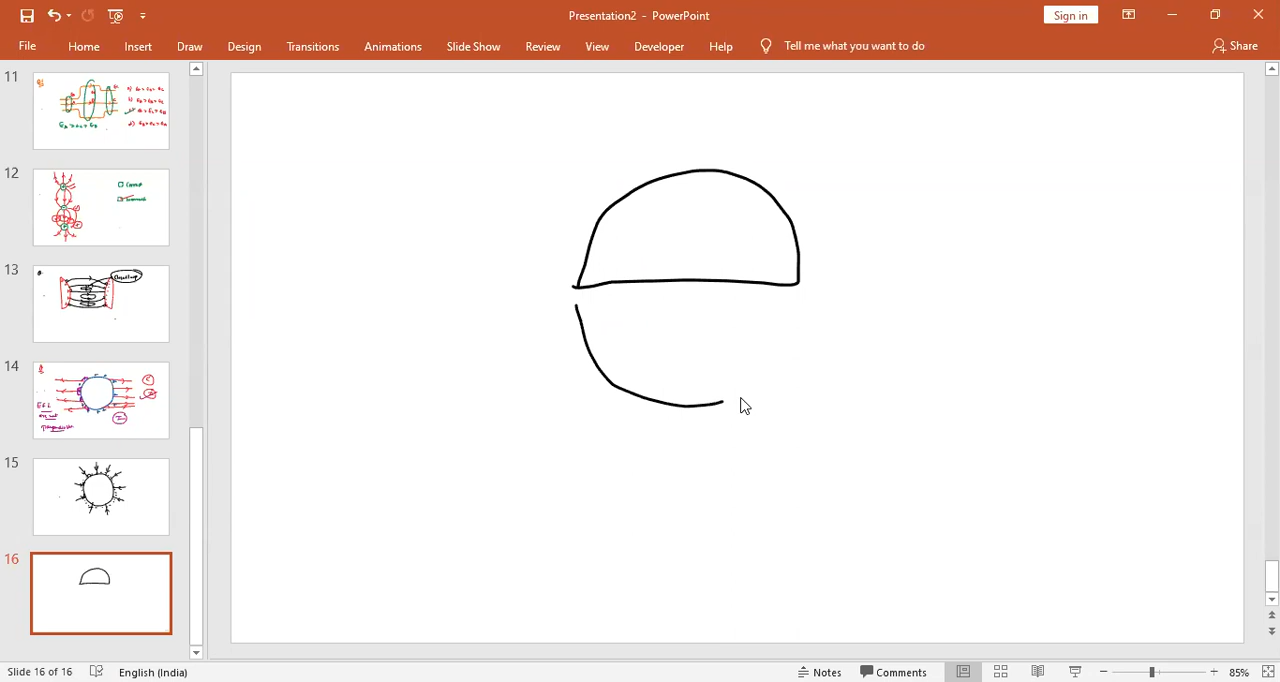 Presentation2 - PowerPoint
Sign in
File Home Insert Draw Design Transitions Animations Slide Show Review View Developer Help Tell me what you want to do Share
11
12
13
14
15
16
Slide 16 of 16 English (India) Notes Comments 85%